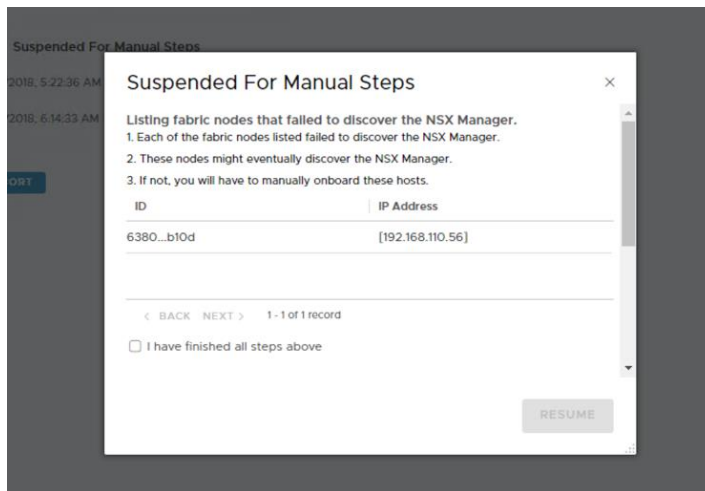 Suspended For Manual Steps
2018, 5:22:36 AM
2018, 6:14:33 AM
ORT
Suspended For Manual Steps
Listing fabric nodes that failed to discover the NSX Manager.
1. Each of the fabric nodes listed failed to discover the NSX Manager.
2. These nodes might eventually discover the NSX Manager.
3. If not, you will have to manually onboard these hosts.
ID IP Address
6380...b10d [192.168.110.56]
< BACK NEXT > 1 - 1 of 1 record
I have finished all steps above
RESUME